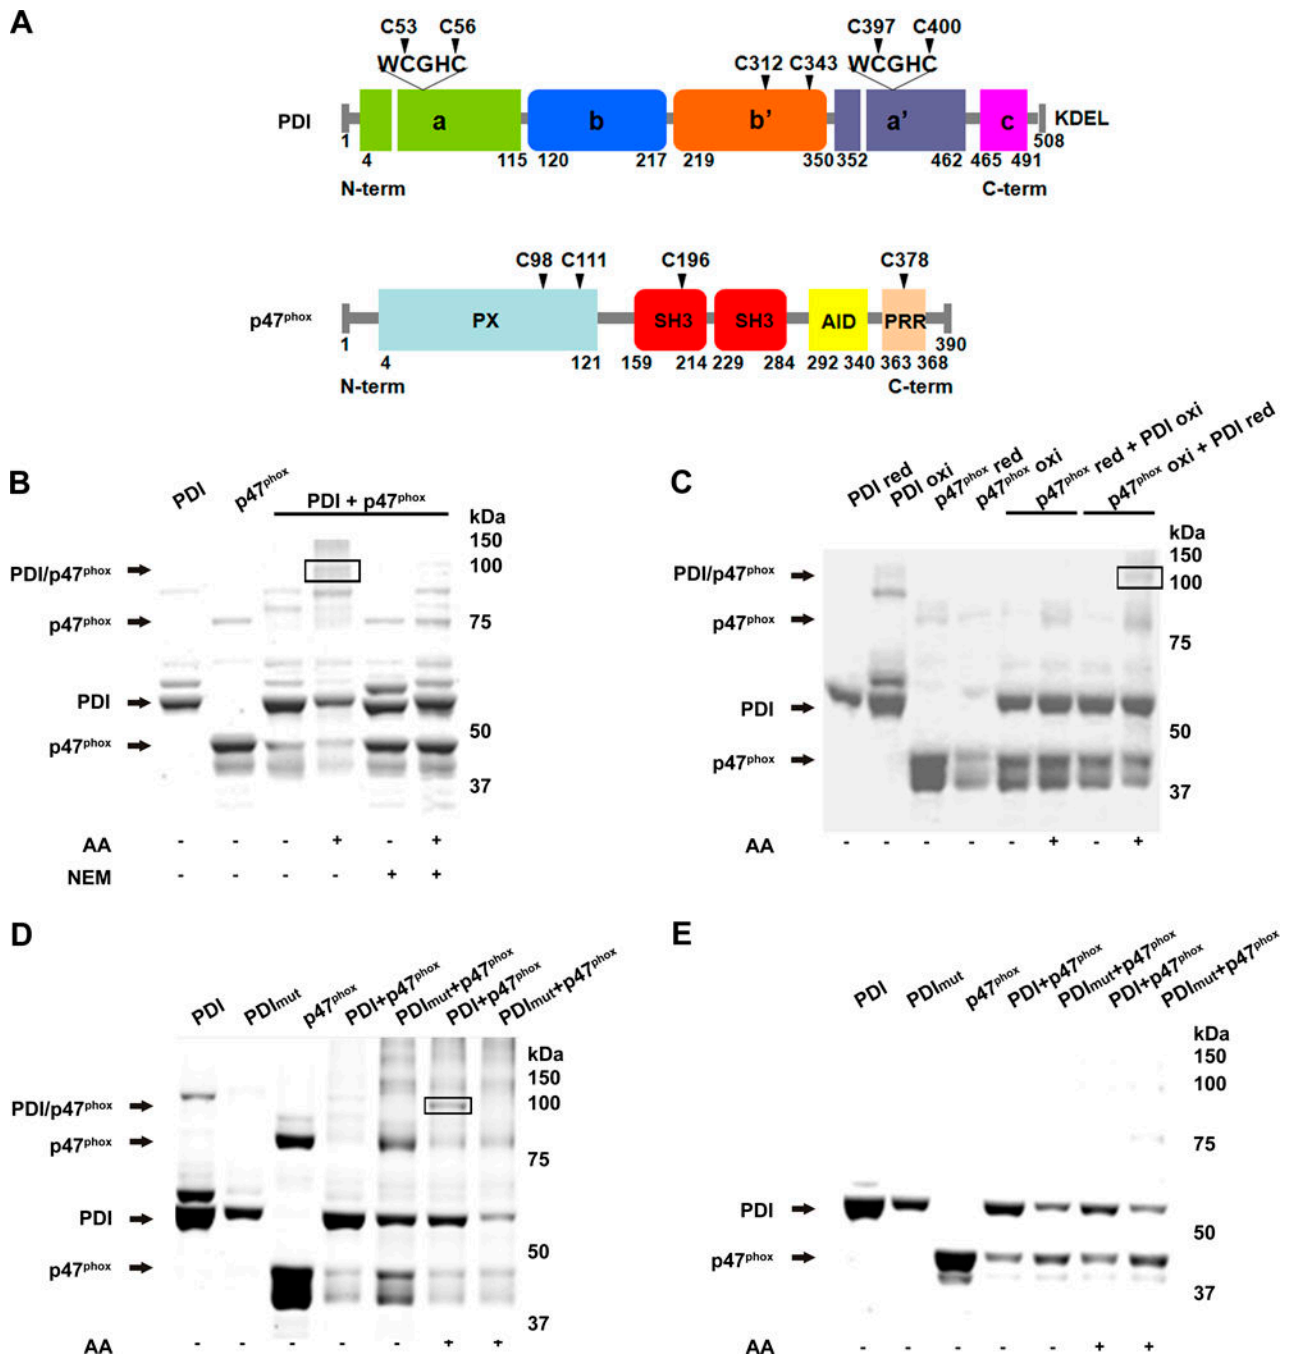 A
C53 C56 C397 C400
WCGHC WCGHC
C312 C343
PDI a b b’ a’ c KDEL
1 4 115 120 217 219 350 352 462 465 491 508
N-term C-term
C98 C111 C196 C378
p47phox PX SH3 SH3 AID PRR
1 4 121 159 214 229 284 292 340 363 368 390
N-term C-term
B
PDI p47phox PDI + p47phox
kDa
150
PDI/p47phox 100
p47phox 75
PDI
50
p47phox
37
AA - - - + - +
NEM - - - - + +
C
PDI red PDI oxi p47phox red p47phox oxi p47phox red + PDI oxi p47phox oxi + PDI red
kDa
150
PDI/p47phox 100
p47phox
75
PDI
50
p47phox
37
AA - - - - - + - +
D
PDI PDImut p47phox PDI+p47phox PDImut+p47phox PDI+p47phox PDImut+p47phox
kDa
150
PDI/p47phox 100
p47phox
75
PDI
50
p47phox
37
AA - - - - - + +
E
PDI PDImut p47phox PDI+p47phox PDImut+p47phox PDI+p47phox PDImut+p47phox
kDa
150
100
75
PDI
50
p47phox
37
AA - - - - - + +